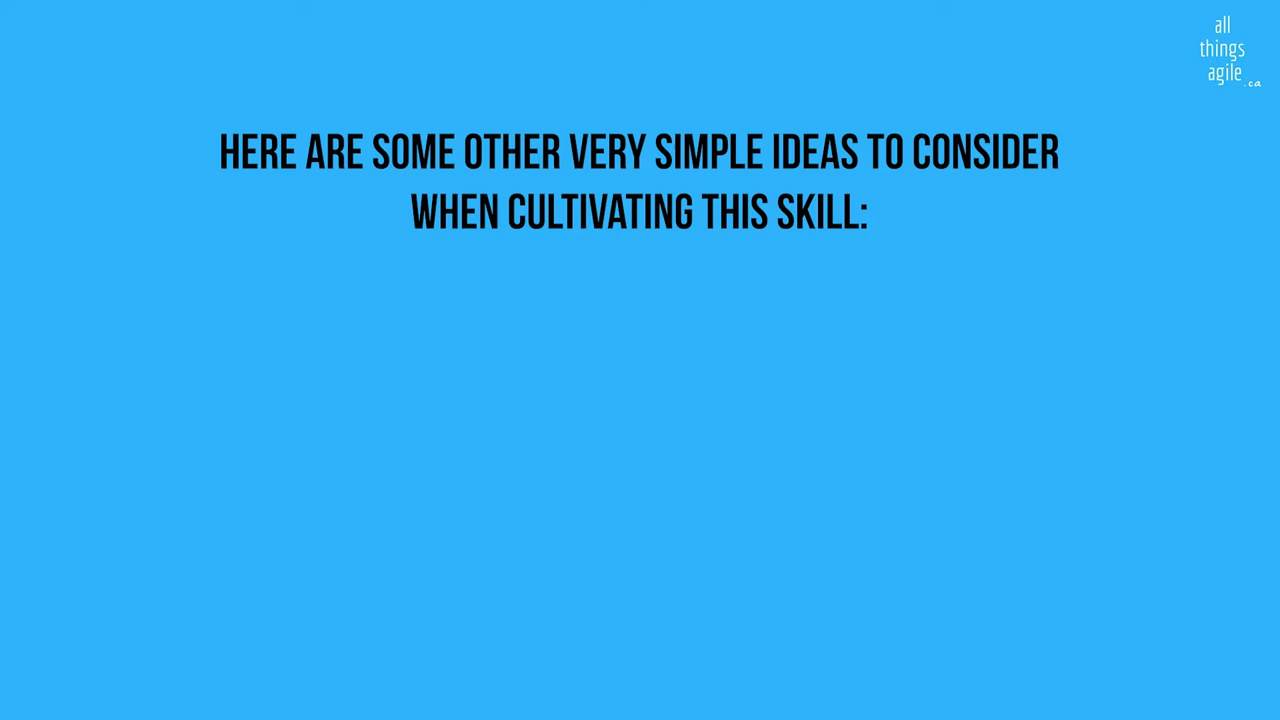 all
things
agile
.ca
HERE ARE SOME OTHER VERY SIMPLE IDEAS TO CONSIDER
WHEN CULTIVATING THIS SKILL: